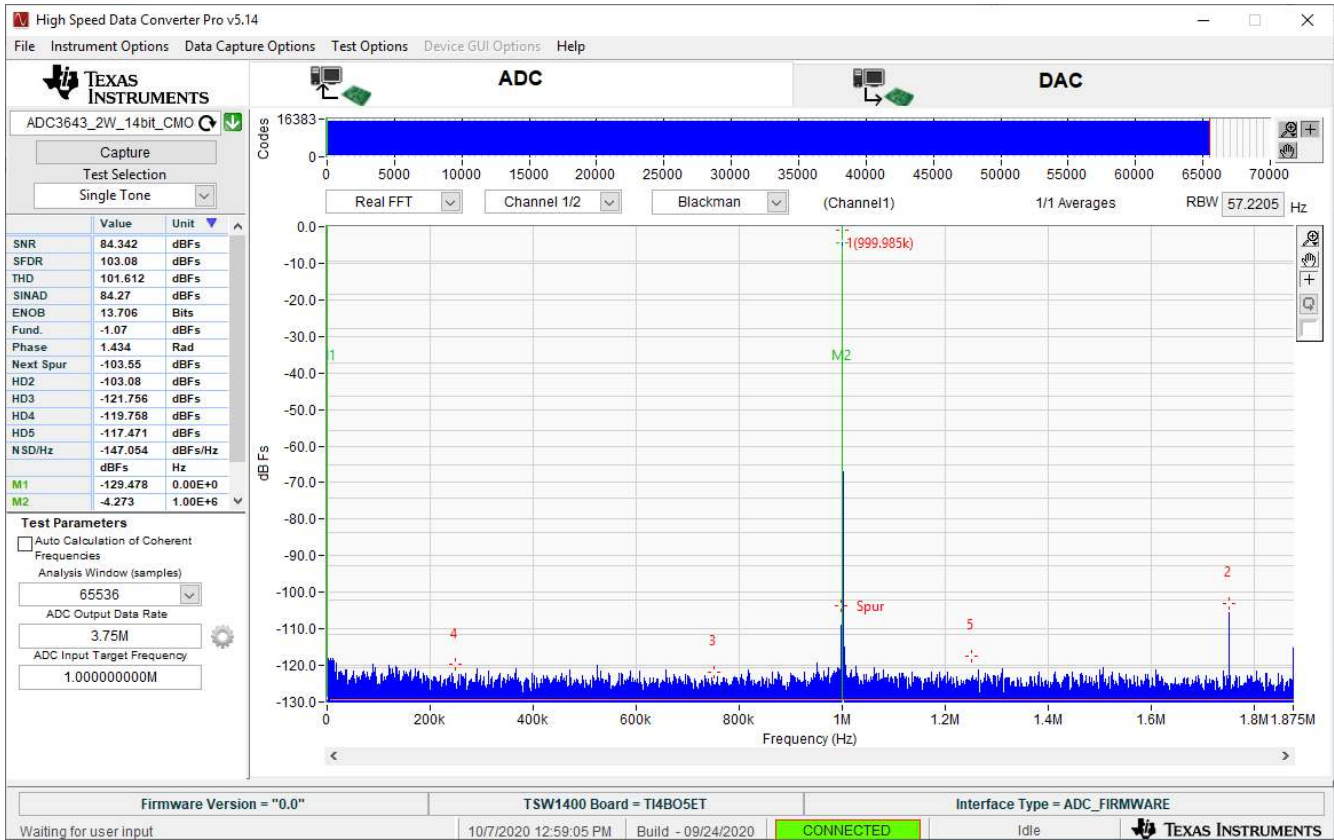 High Speed Data Converter Pro v5.14
File Instrument Options Data Capture Options Test Options Device GUI Options Help
TEXAS INSTRUMENTS
ADC
DAC
ADC3643_2W_14bit_CMO
Capture
Test Selection
Single Tone
Value Unit
SNR 84.342 dBFs
SFDR 103.08 dBFs
THD 101.612 dBFs
SINAD 84.27 dBFs
ENOB 13.706 Bits
Fund. -1.07 dBFs
Phase 1.434 Rad
Next Spur -103.55 dBFs
HD2 -103.08 dBFs
HD3 -121.756 dBFs
HD4 -119.758 dBFs
HD5 -117.471 dBFs
NSD/Hz -147.054 dBFs/Hz
dBFs Hz
M1 -129.478 0.00E+0
M2 -4.273 1.00E+6
Test Parameters
Auto Calculation of Coherent
Frequencies
Analysis Window (samples)
65536
ADC Output Data Rate
3.75M
ADC Input Target Frequency
1.000000000M
Codes
16383
0
0 5000 10000 15000 20000 25000 30000 35000 40000 45000 50000 55000 60000 65000 70000
Real FFT Channel 1/2 Blackman (Channel1) 1/1 Averages RBW 57.2205 Hz
dB Fs
0.0
-10.0
-20.0
-30.0
-40.0
-50.0
-60.0
-70.0
-80.0
-90.0
-100.0
-110.0
-120.0
-130.0
1(999.985k)
M2
2
Spur
4
3
5
0 200k 400k 600k 800k 1M 1.2M 1.4M 1.6M 1.8M 1.875M
Frequency (Hz)
Firmware Version = "0.0" TSW1400 Board = TI4BO5ET Interface Type = ADC_FIRMWARE
Waiting for user input 10/7/2020 12:59:05 PM Build - 09/24/2020 CONNECTED Idle TEXAS INSTRUMENTS